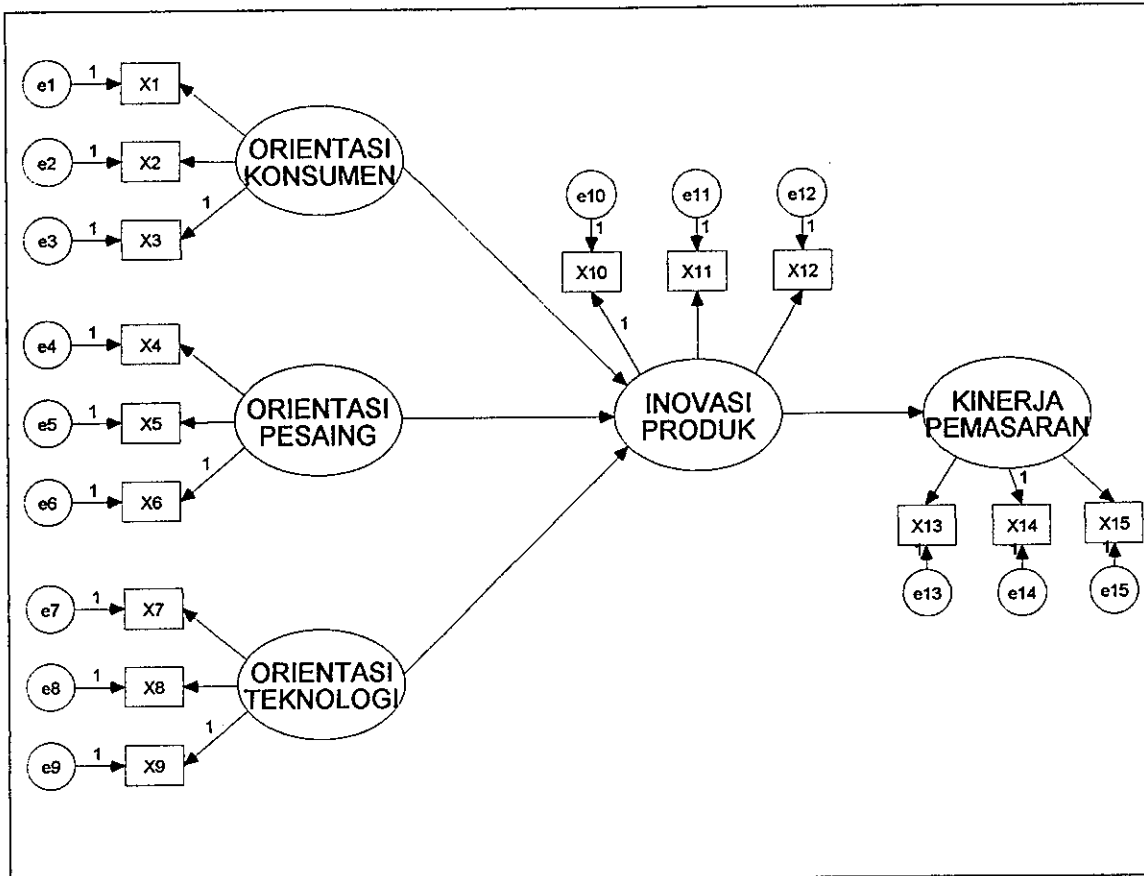 e1
1
X1
e2
1
X2
e3
1
X3
1
ORIENTASI
KONSUMEN
e4
1
X4
e5
1
X5
e6
1
X6
1
ORIENTASI
PESAING
e7
1
X7
e8
1
X8
e9
1
X9
1
ORIENTASI
TEKNOLOGI
e10
e11
e12
1
1
1
X10
X11
X12
1
INOVASI
PRODUK
KINERJA
PEMASARAN
1
X13
X14
X15
1
1
1
e13
e14
e15